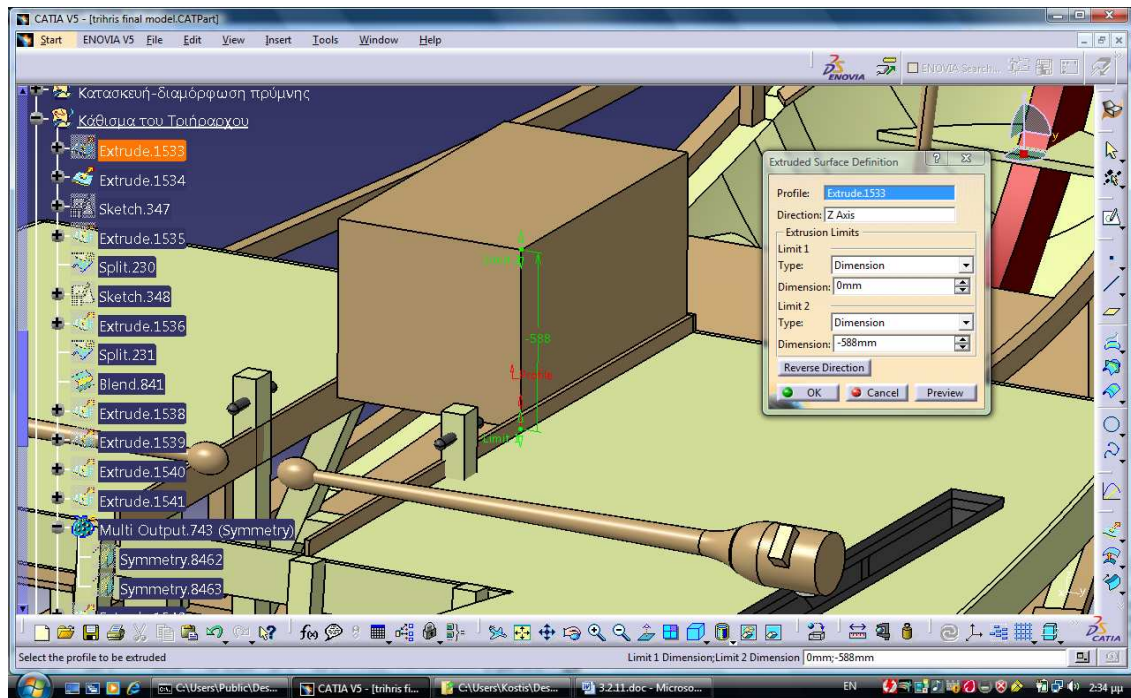 CATIA V5 - [trihris final model.CATPart]
Start ENOVIA V5 File Edit View Insert Tools Window Help
ENOVIA
ENOVIA Search...
Κατασκευή-διαμόρφωση πρύμνης
Κάθισμα του Τριήραρχου
Extrude.1533
Extrude.1534
Sketch.347
Extrude.1535
Split.230
Sketch.348
Extrude.1536
Split.231
Blend.841
Extrude.1538
Extrude.1539
Extrude.1540
Extrude.1541
Multi Output.743 (Symmetry)
Symmetry.8462
Symmetry.8463
-588
Profile
y
Extruded Surface Definition
Profile: Extrude.1533
Direction: Z Axis
Extrusion Limits
Limit 1
Type: Dimension
Dimension: 0mm
Limit 2
Type: Dimension
Dimension: -588mm
Reverse Direction
OK Cancel Preview
CATIA
Select the profile to be extruded
Limit 1 Dimension;Limit 2 Dimension 0mm;-588mm
C:\Users\Public\Des...
CATIA V5 - [trihris fi...
C:\Users\Kostis\Des...
3.2.11.doc - Microso...
EN
2:34 μμ